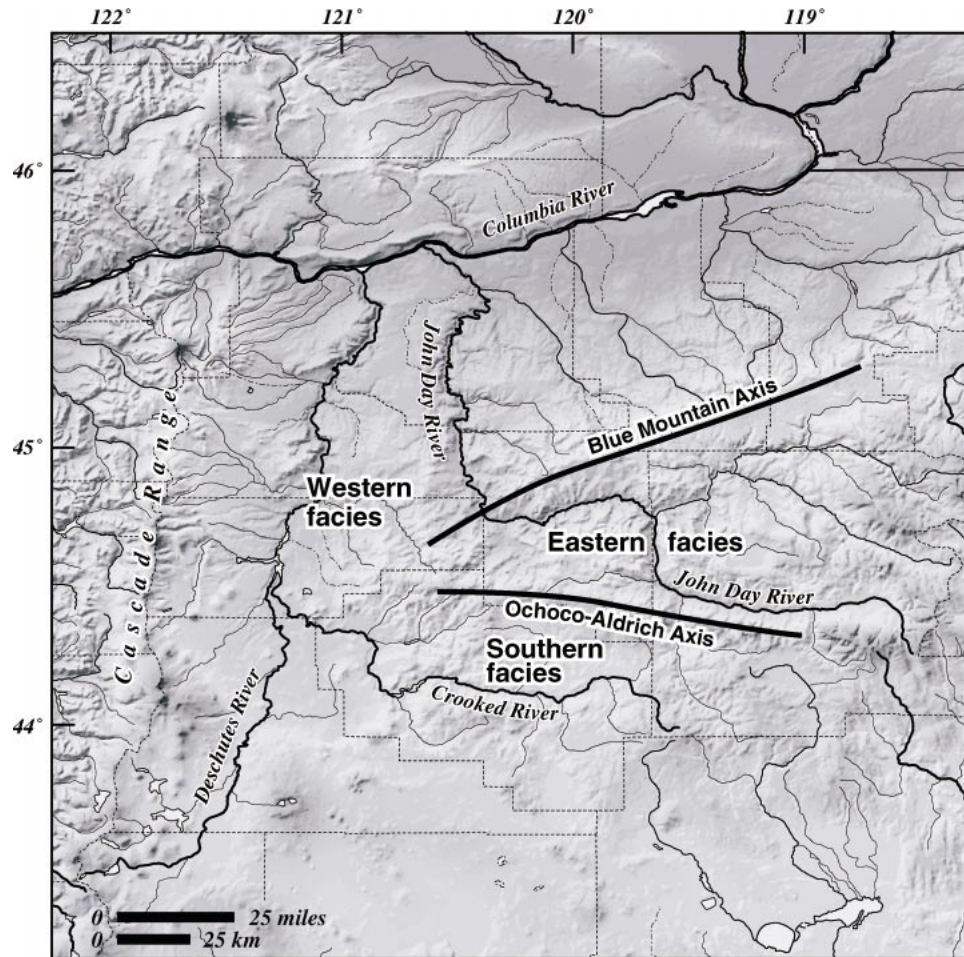 122° 121° 120° 119°
46°
Columbia River
John Day River
Blue Mountain Axis
Cascade Range
45°
Western
facies
Eastern facies
John Day River
Ochoco-Aldrich Axis
Southern
facies
Crooked River
Deschutes River
44°
0 25 miles
0 25 km